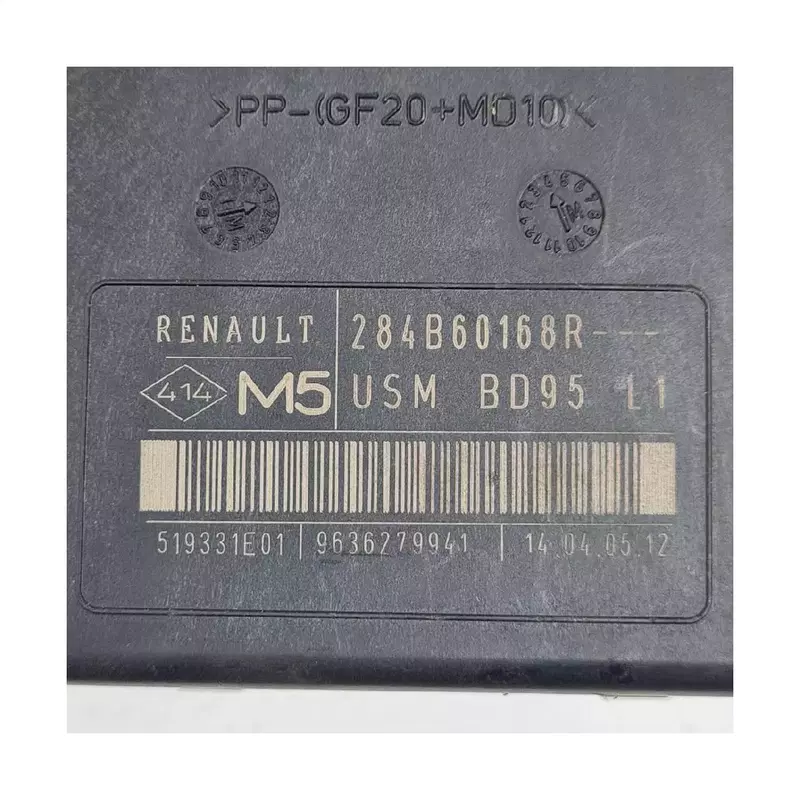 >PP-(GF20+MD10)<
RENAULT 284B60168R---
414 M5 USM BD95 L1
519331E01 9636279941 14.04.05.12